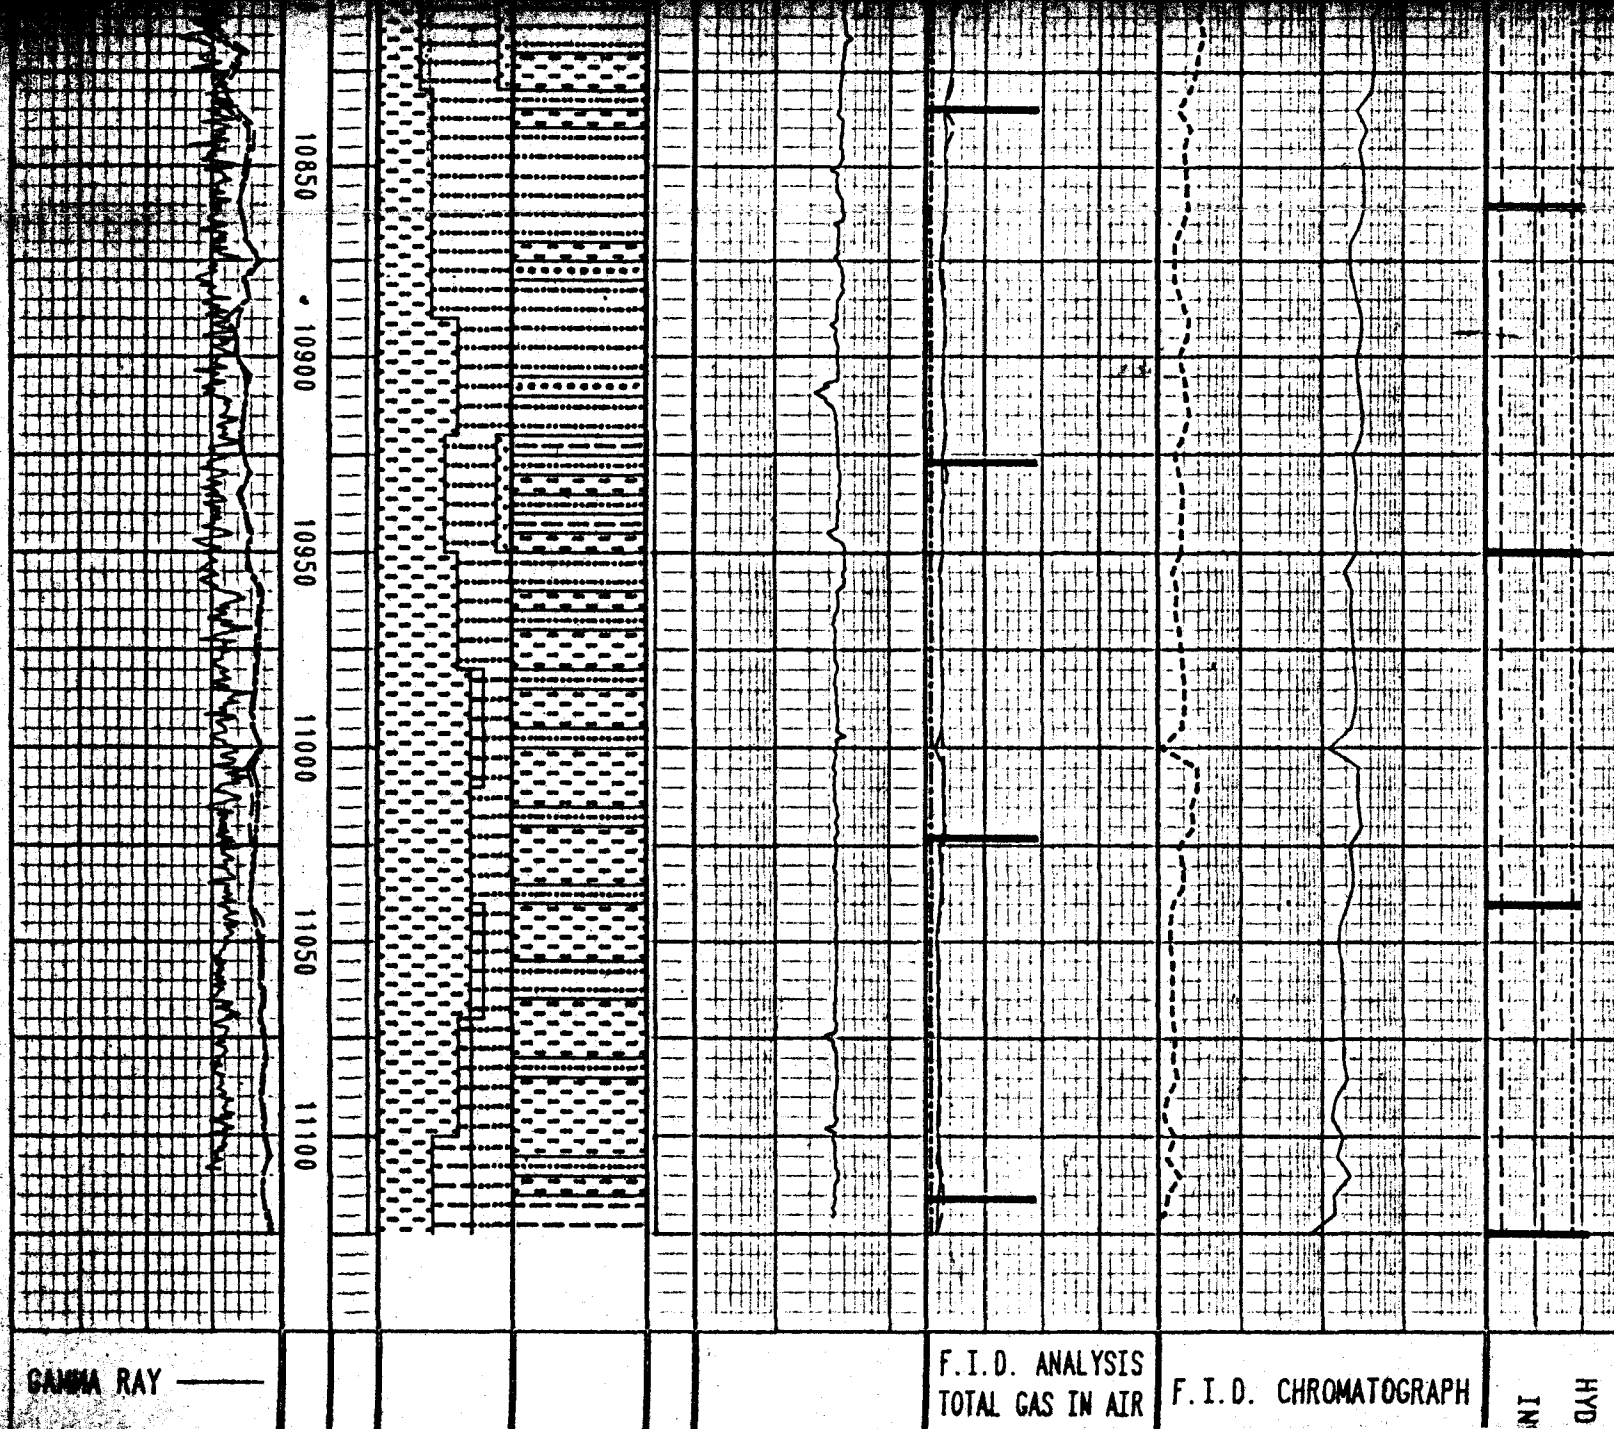 10850
10900
10950
11000
11050
11100
GAMMA RAY
F.I.D. ANALYSIS
TOTAL GAS IN AIR
F.I.D. CHROMATOGRAPH
HYD
IN